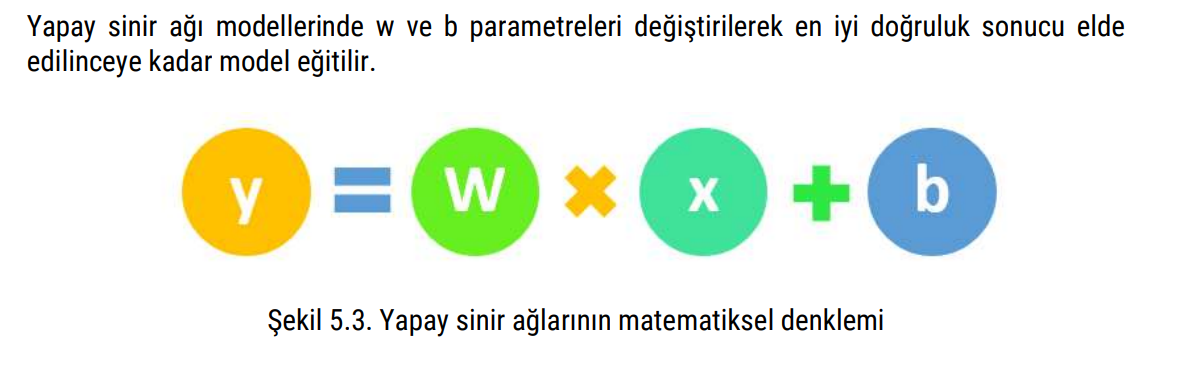 Yapay sinir ağı modellerinde w ve b parametreleri değiştirilerek en iyi doğruluk sonucu elde
edilinceye kadar model eğitilir.
y = W × x + b
Şekil 5.3. Yapay sinir ağlarının matematiksel denklemi